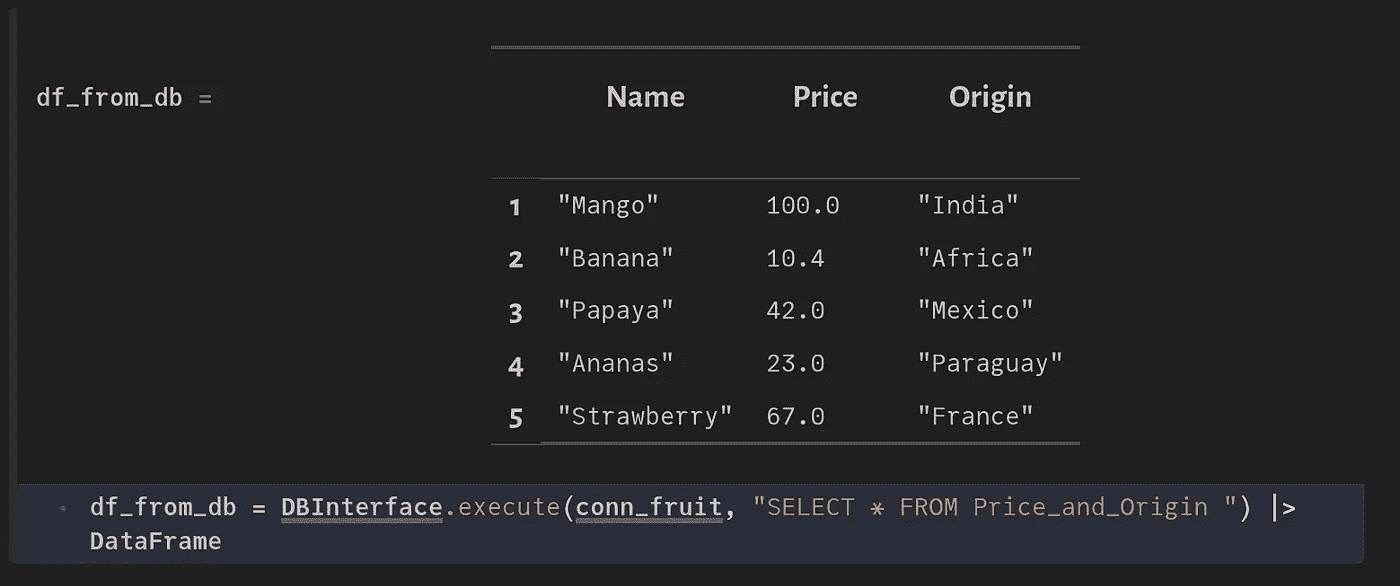 df_from_db =
Name Price Origin
1 "Mango" 100.0 "India"
2 "Banana" 10.4 "Africa"
3 "Papaya" 42.0 "Mexico"
4 "Ananas" 23.0 "Paraguay"
5 "Strawberry" 67.0 "France"
df_from_db = DBInterface.execute(conn_fruit, "SELECT * FROM Price_and_Origin ") |>
DataFrame